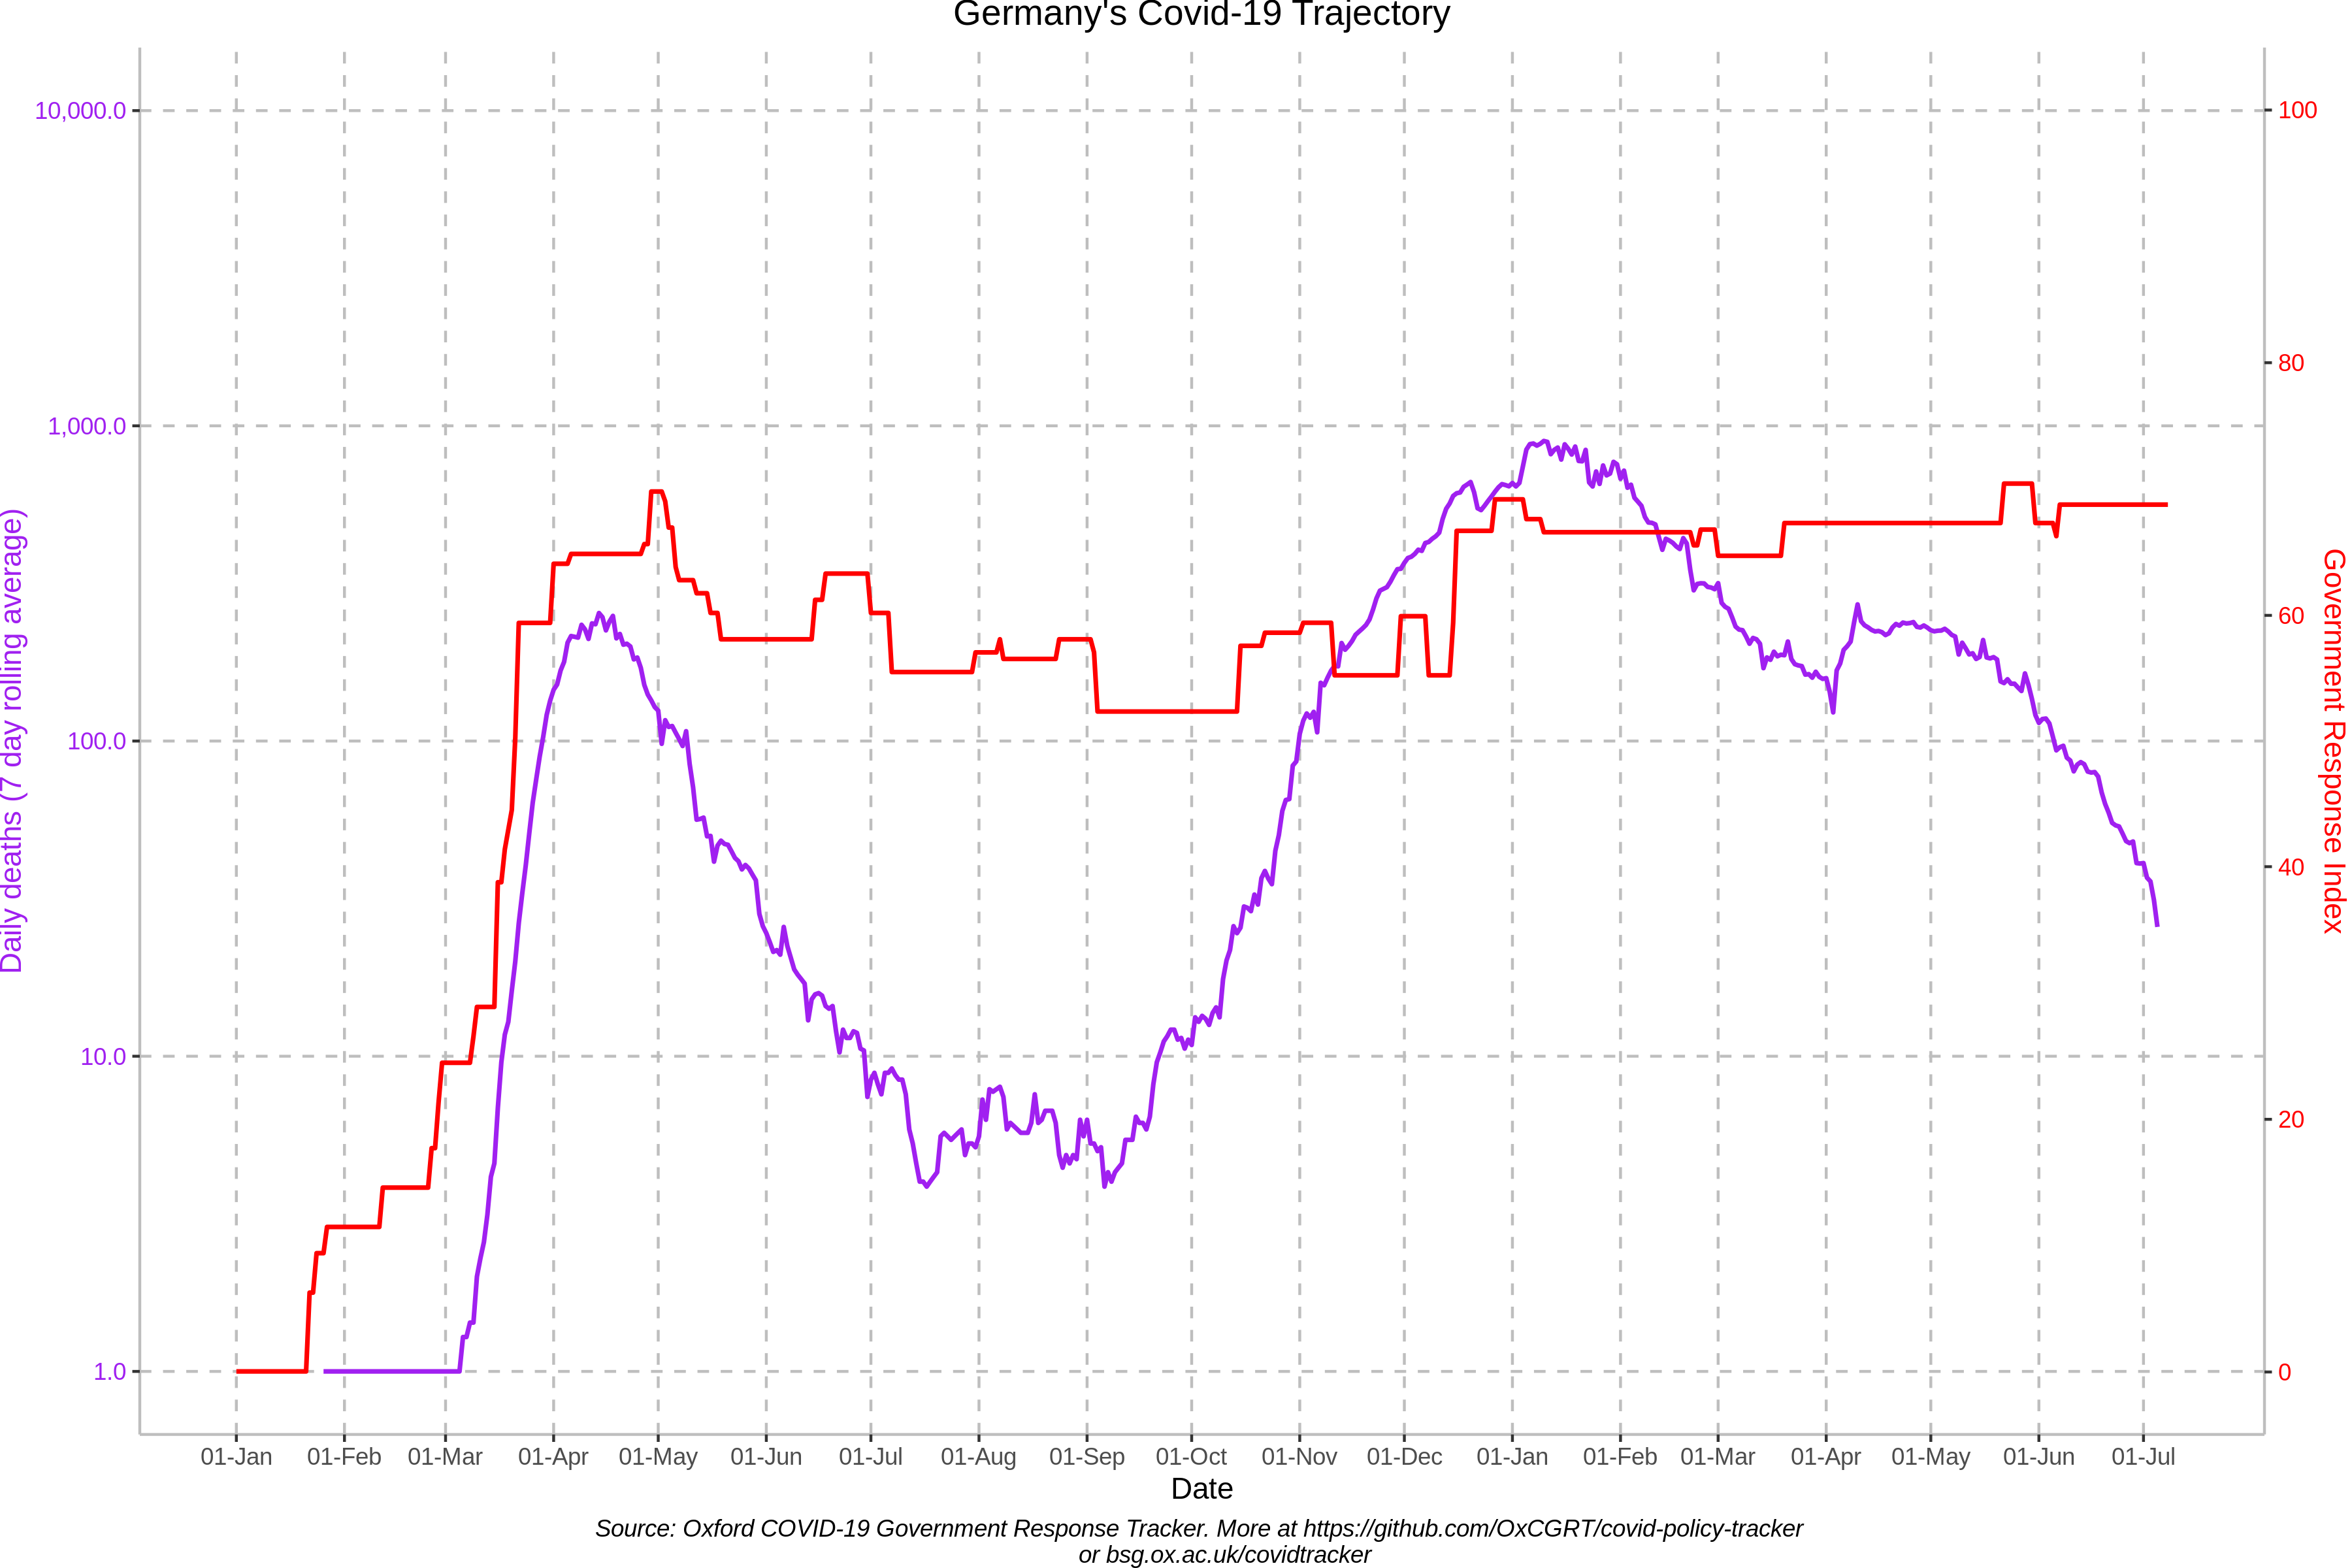 Germany's Covid-19 Trajectory
10,000.0
1,000.0
100.0
10.0
1.0
Daily deaths (7 day rolling average)
100
80
60
40
20
0
Government Response Index
01-Jan 01-Feb 01-Mar 01-Apr 01-May 01-Jun 01-Jul 01-Aug 01-Sep 01-Oct 01-Nov 01-Dec 01-Jan 01-Feb 01-Mar 01-Apr 01-May 01-Jun 01-Jul
Date
Source: Oxford COVID-19 Government Response Tracker. More at https://github.com/OxCGRT/covid-policy-tracker
or bsg.ox.ac.uk/covidtracker